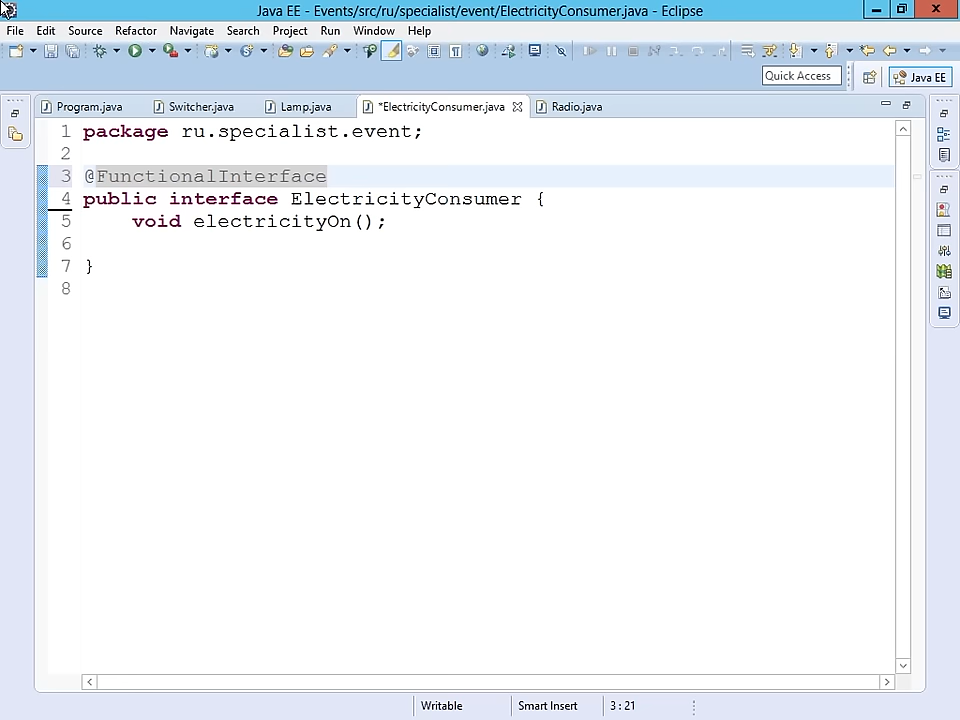 Java EE - Events/src/ru/specialist/event/ElectricityConsumer.java - Eclipse
File Edit Source Refactor Navigate Search Project Run Window Help
Quick Access
Java EE
Program.java Switcher.java Lamp.java *ElectricityConsumer.java Radio.java
1 package ru.specialist.event;
2
3 @FunctionalInterface
4 public interface ElectricityConsumer {
5 void electricityOn();
6
7 }
8
Writable Smart Insert 3 : 21